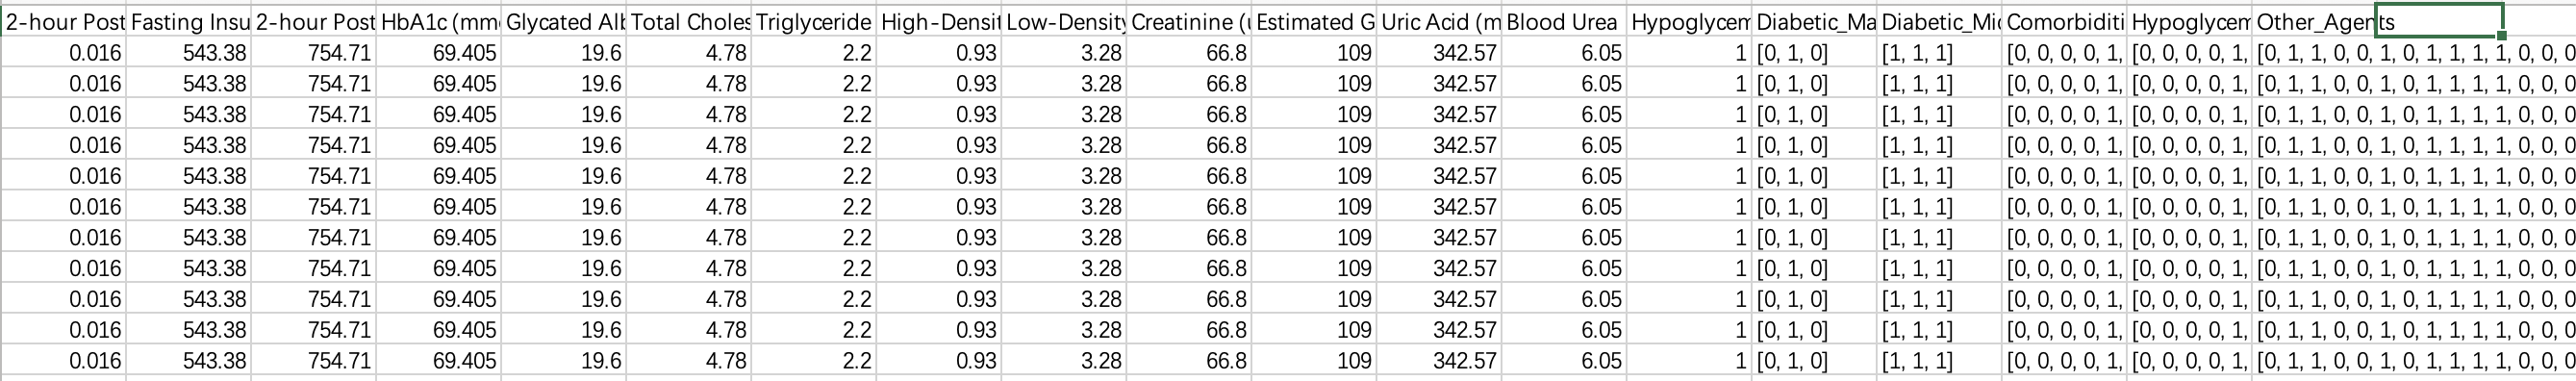 2-hour Post Fasting Insu 2-hour Post HbA1c (mm Glycated Alb Total Choles Triglyceride High-Densit Low-Density Creatinine ( Estimated G Uric Acid (m Blood Urea Hypoglycem Diabetic_Ma Diabetic_Mi Comorbiditi Hypoglycem Other_Agents
0.016 543.38 754.71 69.405 19.6 4.78 2.2 0.93 3.28 66.8 109 342.57 6.05 1 [0, 1, 0] [1, 1, 1] [0, 0, 0, 0, 1, [0, 0, 0, 0, 1, [0, 1, 1, 0, 0, 1, 0, 1, 1, 1, 1, 0, 0, 0
0.016 543.38 754.71 69.405 19.6 4.78 2.2 0.93 3.28 66.8 109 342.57 6.05 1 [0, 1, 0] [1, 1, 1] [0, 0, 0, 0, 1, [0, 0, 0, 0, 1, [0, 1, 1, 0, 0, 1, 0, 1, 1, 1, 1, 0, 0, 0
0.016 543.38 754.71 69.405 19.6 4.78 2.2 0.93 3.28 66.8 109 342.57 6.05 1 [0, 1, 0] [1, 1, 1] [0, 0, 0, 0, 1, [0, 0, 0, 0, 1, [0, 1, 1, 0, 0, 1, 0, 1, 1, 1, 1, 0, 0, 0
0.016 543.38 754.71 69.405 19.6 4.78 2.2 0.93 3.28 66.8 109 342.57 6.05 1 [0, 1, 0] [1, 1, 1] [0, 0, 0, 0, 1, [0, 0, 0, 0, 1, [0, 1, 1, 0, 0, 1, 0, 1, 1, 1, 1, 0, 0, 0
0.016 543.38 754.71 69.405 19.6 4.78 2.2 0.93 3.28 66.8 109 342.57 6.05 1 [0, 1, 0] [1, 1, 1] [0, 0, 0, 0, 1, [0, 0, 0, 0, 1, [0, 1, 1, 0, 0, 1, 0, 1, 1, 1, 1, 0, 0, 0
0.016 543.38 754.71 69.405 19.6 4.78 2.2 0.93 3.28 66.8 109 342.57 6.05 1 [0, 1, 0] [1, 1, 1] [0, 0, 0, 0, 1, [0, 0, 0, 0, 1, [0, 1, 1, 0, 0, 1, 0, 1, 1, 1, 1, 0, 0, 0
0.016 543.38 754.71 69.405 19.6 4.78 2.2 0.93 3.28 66.8 109 342.57 6.05 1 [0, 1, 0] [1, 1, 1] [0, 0, 0, 0, 1, [0, 0, 0, 0, 1, [0, 1, 1, 0, 0, 1, 0, 1, 1, 1, 1, 0, 0, 0
0.016 543.38 754.71 69.405 19.6 4.78 2.2 0.93 3.28 66.8 109 342.57 6.05 1 [0, 1, 0] [1, 1, 1] [0, 0, 0, 0, 1, [0, 0, 0, 0, 1, [0, 1, 1, 0, 0, 1, 0, 1, 1, 1, 1, 0, 0, 0
0.016 543.38 754.71 69.405 19.6 4.78 2.2 0.93 3.28 66.8 109 342.57 6.05 1 [0, 1, 0] [1, 1, 1] [0, 0, 0, 0, 1, [0, 0, 0, 0, 1, [0, 1, 1, 0, 0, 1, 0, 1, 1, 1, 1, 0, 0, 0
0.016 543.38 754.71 69.405 19.6 4.78 2.2 0.93 3.28 66.8 109 342.57 6.05 1 [0, 1, 0] [1, 1, 1] [0, 0, 0, 0, 1, [0, 0, 0, 0, 1, [0, 1, 1, 0, 0, 1, 0, 1, 1, 1, 1, 0, 0, 0
0.016 543.38 754.71 69.405 19.6 4.78 2.2 0.93 3.28 66.8 109 342.57 6.05 1 [0, 1, 0] [1, 1, 1] [0, 0, 0, 0, 1, [0, 0, 0, 0, 1, [0, 1, 1, 0, 0, 1, 0, 1, 1, 1, 1, 0, 0, 0